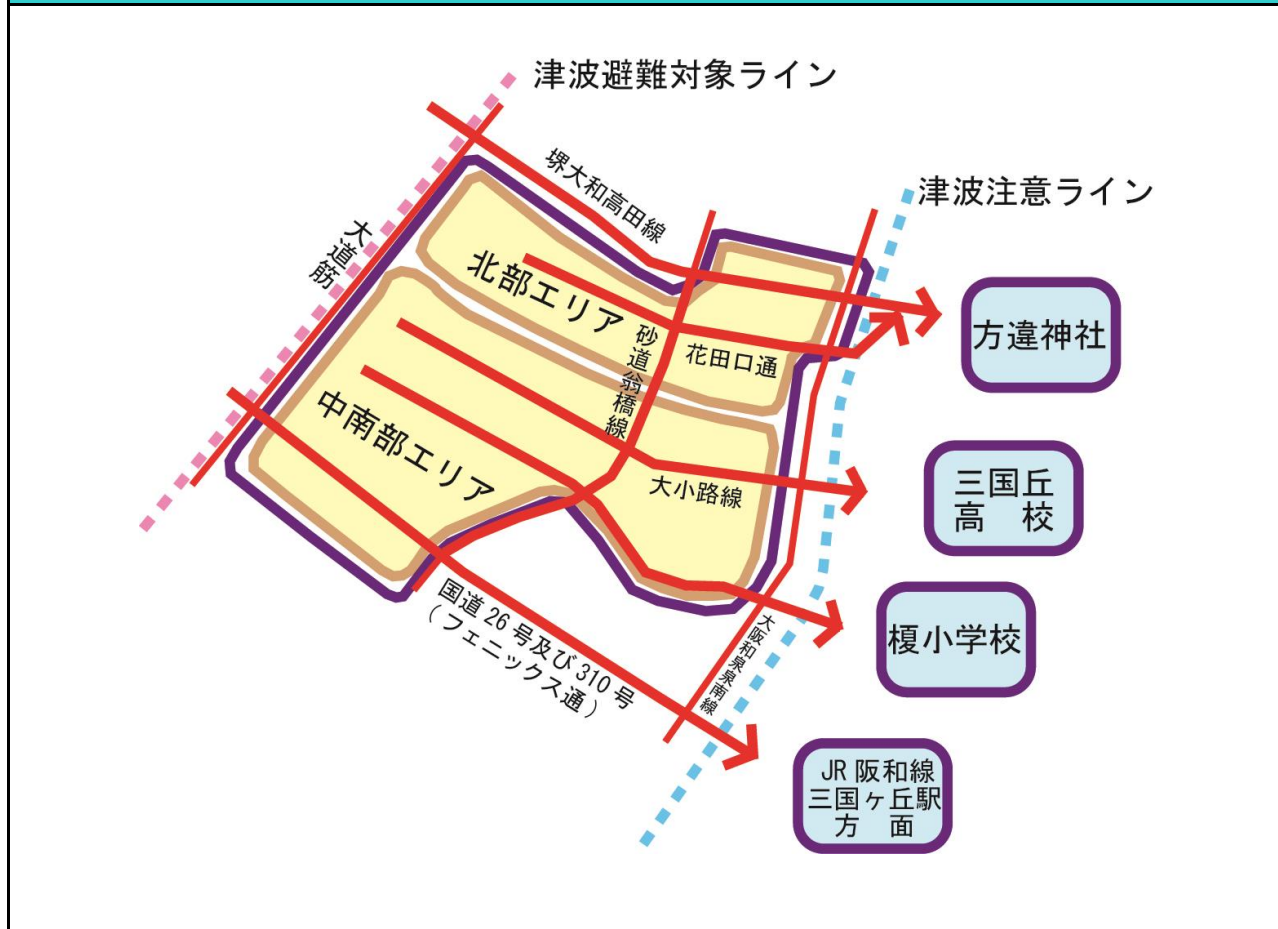 津波避難対象ライン
堺大和高田線
津波注意ライン
大道筋
北部エリア
砂道翁橋線
花田口通
方違神社
中南部エリア
大小路線
三国丘
高　校
国道26号及び310号
（フェニックス通）
大阪和泉泉南線
榎小学校
JR阪和線
三国ヶ丘駅
方　面